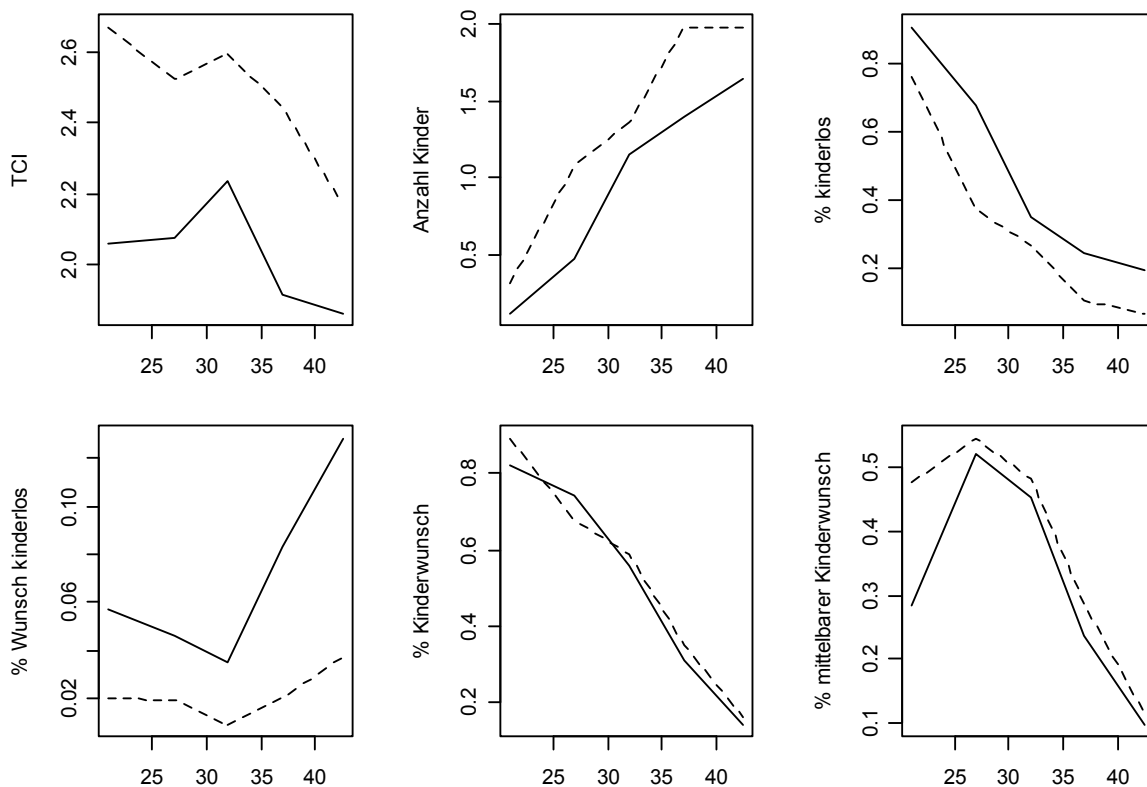 TCI
2.0 2.2 2.4 2.6
25 30 35 40
Anzahl Kinder
0.5 1.0 1.5 2.0
25 30 35 40
% kinderlos
0.2 0.4 0.6 0.8
25 30 35 40
% Wunsch kinderlos
0.02 0.06 0.10
25 30 35 40
% Kinderwunsch
0.2 0.4 0.6 0.8
25 30 35 40
% mittelbarer Kinderwunsch
0.1 0.2 0.3 0.4 0.5
25 30 35 40